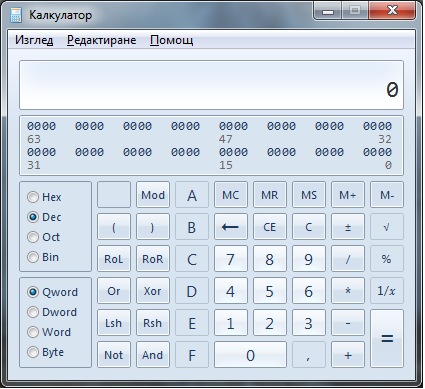 Калкулатор
Изглед Редактиране Помощ
0
0000 0000 0000 0000 0000 0000 0000 0000
63 47 32
0000 0000 0000 0000 0000 0000 0000 0000
31 15 0
Hex Mod A MC MR MS M+ M-
Dec ( ) B ← CE C ± √
Oct RoL RoR C 7 8 9 / %
Bin
Qword Or Xor D 4 5 6 * 1/x
Dword
Word Lsh Rsh E 1 2 3 - =
Byte Not And F 0 , +